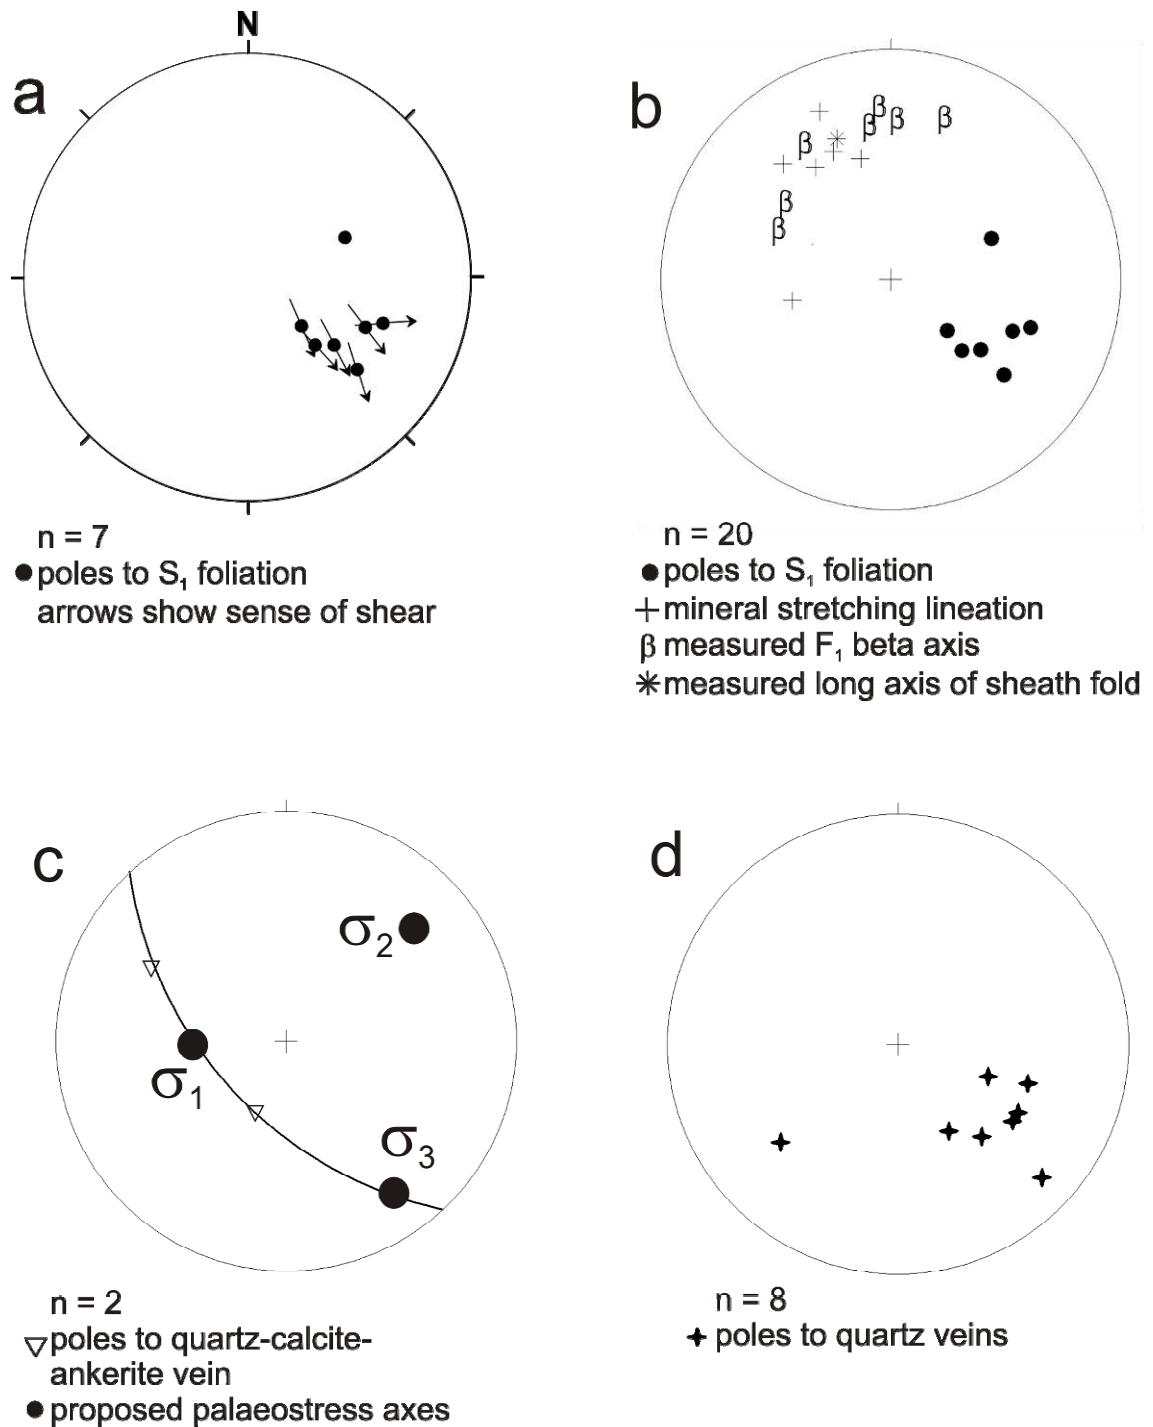 N
a
n = 7
●poles to S₁ foliation
arrows show sense of shear
b
β
β
β
β
β
β
β
n = 20
●poles to S₁ foliation
+mineral stretching lineation
β measured F₁ beta axis
✳measured long axis of sheath fold
c
σ₂
σ₁
σ₃
n = 2
▽poles to quartz-calcite-
ankerite vein
●proposed palaeostress axes
d
n = 8
✦ poles to quartz veins